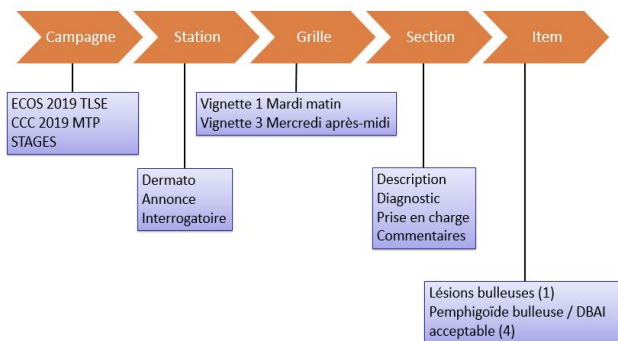 Campagne
Station
Grille
Section
Item
ECOS 2019 TLSE
CCC 2019 MTP
STAGES
Vignette 1 Mardi matin
Vignette 3 Mercredi après-midi
Dermato
Annonce
Interrogatoire
Description
Diagnostic
Prise en charge
Commentaires
Lésions bulleuses (1)
Pemphigoïde bulleuse / DBAI
acceptable (4)